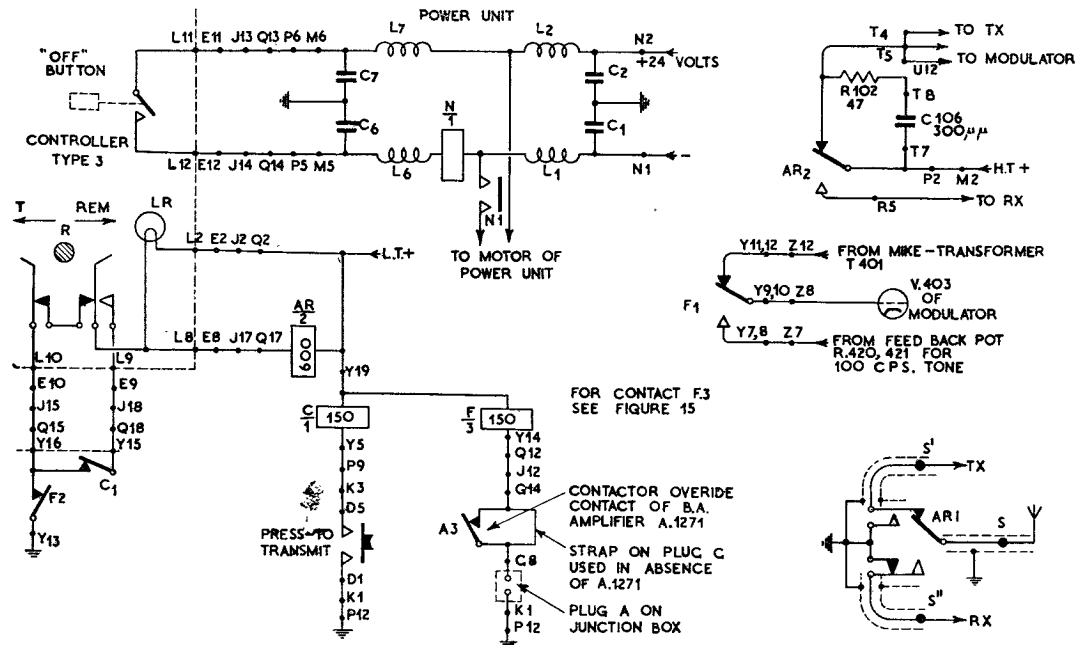 POWER UNIT
L11 E11 J13 Q13 P6 M6
L7
L2
N2
+24 VOLTS
"OFF"
BUTTON
C7
C2
CONTROLLER
TYPE 3
C6
N
1
C1
L12 E12 J14 Q14 P5 M5
L6
L1
N1
-
N1
TO MOTOR OF
POWER UNIT
T4
TO TX
T5
TO MODULATOR
U12
R102
47
T8
C106
300µµ
T7
AR2
P2 M2
H.T+
R5
TO RX
T
REM
R
LR
L2 E2 J2 Q2
L.T.+
AR
2
600
L8 E8 J17 Q17
Y19
Y11,12 Z12
FROM MIKE-TRANSFORMER
T401
F1
Y9,10 Z8
V.403
OF
MODULATOR
Y7,8 Z7
FROM FEED BACK POT
R.420, 421 FOR
100 CPS. TONE
L10
L9
E10
E9
J15
J18
Q15
Q18
Y16
Y15
C1
F2
Y13
C
1
150
Y5
P9
K3
D5
PRESS-TO
TRANSMIT
D1
K1
P12
F
3
150
Y14
Q12
J12
G14
FOR CONTACT F.3
SEE FIGURE 15
A3
CONTACTOR OVERIDE
CONTACT OF B.A.
AMPLIFIER A.1271
STRAP ON PLUG C
USED IN ABSENCE
OF A.1271
G8
PLUG A ON
JUNCTION BOX
K1
P12
S'
TX
AR1
S
S"
RX